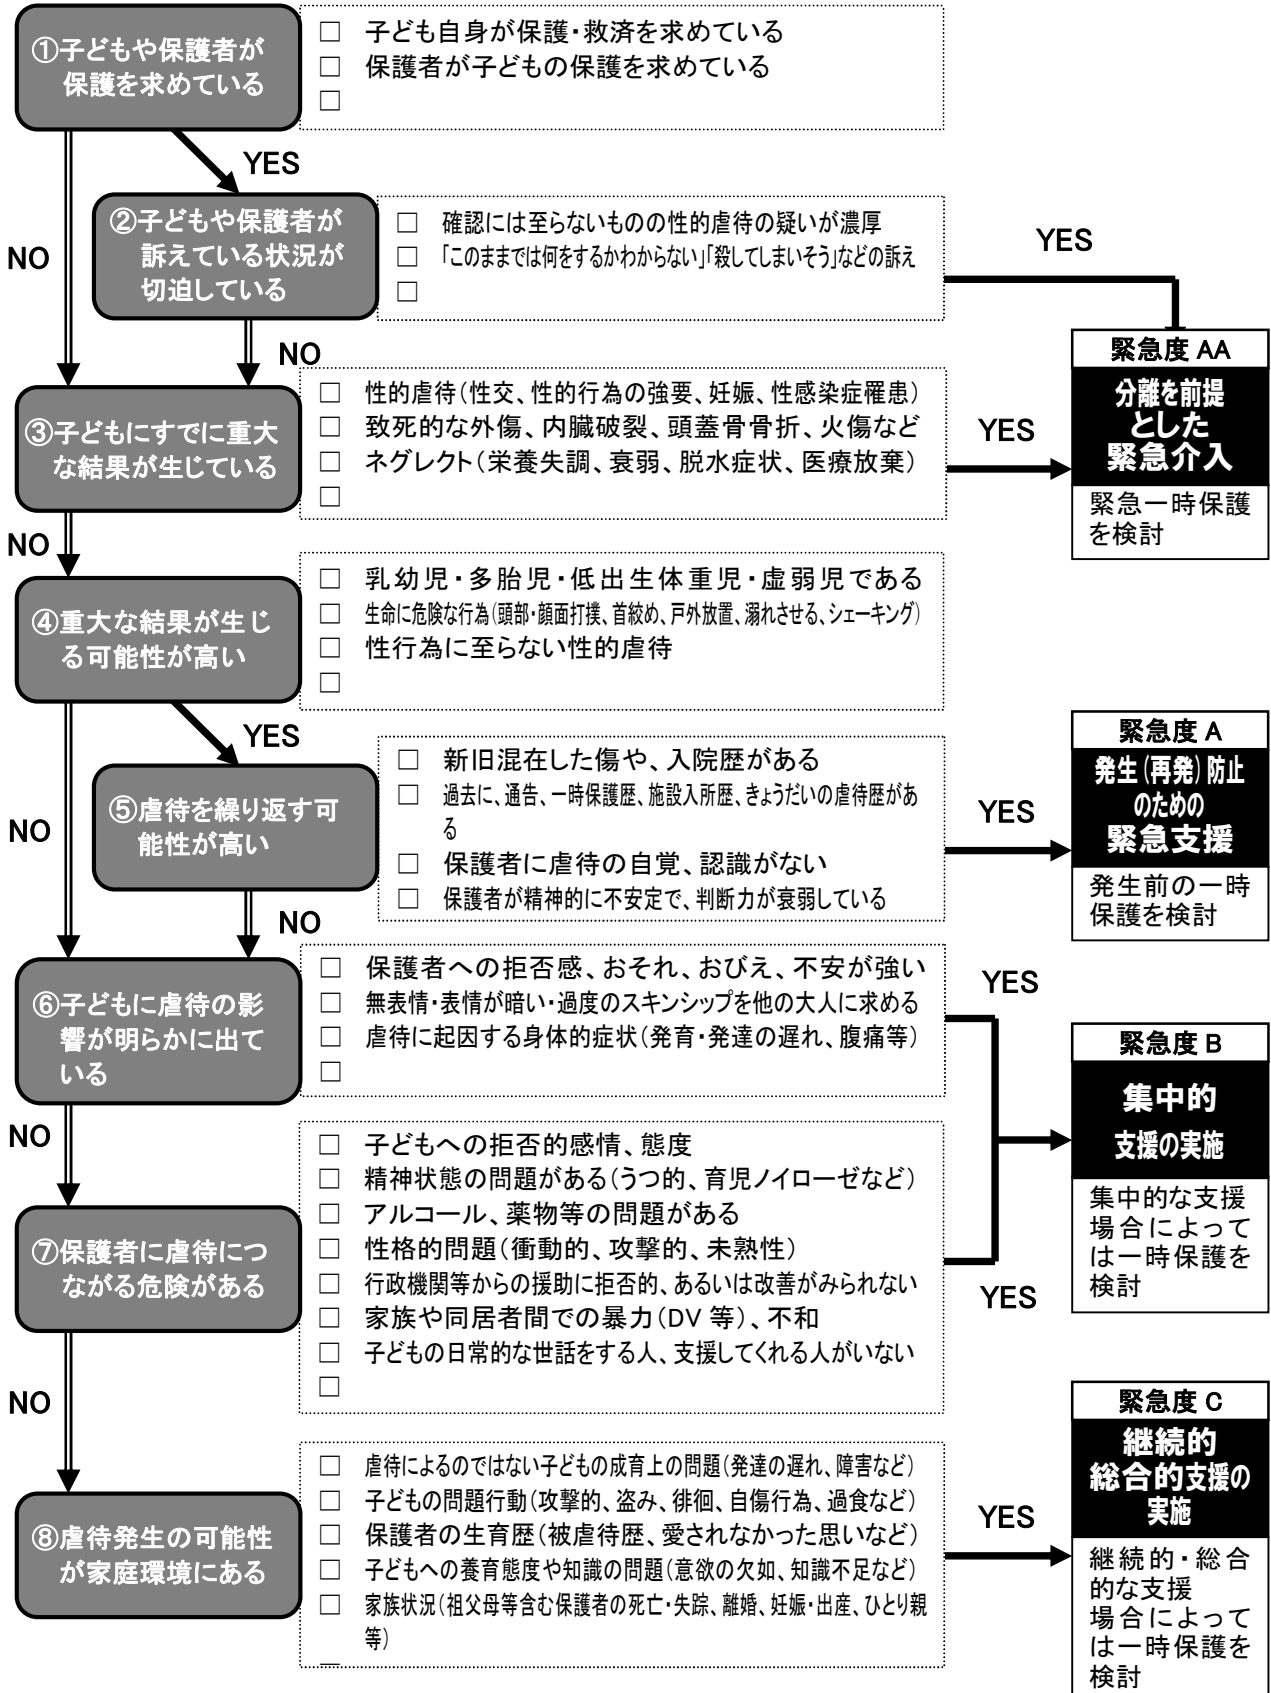 ①子どもや保護者が
保護を求めている
□ 子ども自身が保護・救済を求めている
□ 保護者が子どもの保護を求めている
□
YES
NO
②子どもや保護者が
訴えている状況が
切迫している
□ 確認には至らないものの性的虐待の疑いが濃厚
□ 「このままでは何をするかわからない」「殺してしまいそう」などの訴え
□
YES
NO
③子どもにすでに重大
な結果が生じている
□ 性的虐待(性交、性的行為の強要、妊娠、性感染症罹患)
□ 致死的な外傷、内臓破裂、頭蓋骨骨折、火傷など
□ ネグレクト(栄養失調、衰弱、脱水症状、医療放棄)
□
YES
緊急度 AA
分離を前提
とした
緊急介入
緊急一時保護
を検討
NO
④重大な結果が生じ
る可能性が高い
□ 乳幼児・多胎児・低出生体重児・虚弱児である
□ 生命に危険な行為(頭部・顔面打撲、首絞め、戸外放置、溺れさせる、シェーキング)
□ 性行為に至らない性的虐待
□
YES
NO
⑤虐待を繰り返す可
能性が高い
□ 新旧混在した傷や、入院歴がある
□ 過去に、通告、一時保護歴、施設入所歴、きょうだいの虐待歴があ
る
□ 保護者に虐待の自覚、認識がない
□ 保護者が精神的に不安定で、判断力が衰弱している
YES
緊急度 A
発生(再発)防止
のための
緊急支援
発生前の一時
保護を検討
NO
⑥子どもに虐待の影
響が明らかに出て
いる
□ 保護者への拒否感、おそれ、おびえ、不安が強い
□ 無表情・表情が暗い・過度のスキンシップを他の大人に求める
□ 虐待に起因する身体的症状(発育・発達の遅れ、腹痛等)
□
YES
NO
⑦保護者に虐待につ
ながる危険がある
□ 子どもへの拒否的感情、態度
□ 精神状態の問題がある(うつ的、育児ノイローゼなど)
□ アルコール、薬物等の問題がある
□ 性格的問題(衝動的、攻撃的、未熟性)
□ 行政機関等からの援助に拒否的、あるいは改善がみられない
□ 家族や同居者間での暴力(DV 等)、不和
□ 子どもの日常的な世話をする人、支援してくれる人がいない
□
YES
緊急度 B
集中的
支援の実施
集中的な支援
場合によって
は一時保護を
検討
NO
⑧虐待発生の可能性
が家庭環境にある
□ 虐待によるのではない子どもの成育上の問題(発達の遅れ、障害など)
□ 子どもの問題行動(攻撃的、盗み、徘徊、自傷行為、過食など)
□ 保護者の生育歴(被虐待歴、愛されなかった思いなど)
□ 子どもへの養育態度や知識の問題(意欲の欠如、知識不足など)
□ 家族状況(祖父母等含む保護者の死亡・失踪、離婚、妊娠・出産、ひとり親
等)
YES
緊急度 C
継続的
総合的支援の
実施
継続的・総合
的な支援
場合によって
は一時保護を
検討